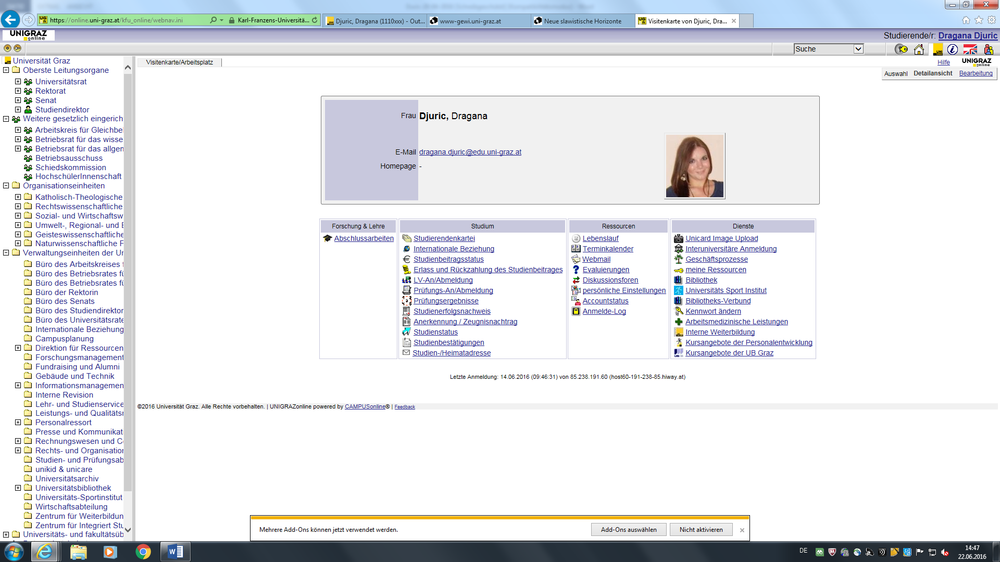 https://online.uni-graz.at/kfu_online/webnav.ini
Karl-Franzens-Universitä...
Djuric, Dragana (1110xxx) - Out...
www-gewi.uni-graz.at
Neue slawistische Horizonte
Visitenkarte von Djuric, Dra...
UNIGRAZ online
Studierende/r: Dragana Djuric
Suche
Hilfe
UNIGRAZ online
Visitenkarte/Arbeitsplatz
Auswahl Detailansicht Bearbeitung
Universität Graz
Oberste Leitungsorgane
Universitätsrat
Rektorat
Senat
Studiendirektor
Weitere gesetzlich eingerich
Arbeitskreis für Gleichbe
Betriebsrat für das wisse
Betriebsrat für das allgen
Betriebsausschuss
Schiedskommission
HochschülerInnenschaft
Organisationseinheiten
Katholisch-Theologische
Rechtswissenschaftliche
Sozial- und Wirtschaftsw
Umwelt-, Regional- und
Geisteswissenschaftliche
Naturwissenschaftliche F
Verwaltungseinheiten der Ur
Büro des Arbeitskreises
Büro des Betriebsrates fü
Büro des Betriebsrates fü
Büro der Rektorin
Büro des Senats
Büro des Studiendirektor
Büro des Universitätsrate
Internationale Beziehung
Campusplanung
Direktion für Ressourcen
Forschungsmanagement
Fundraising und Alumni
Gebäude und Technik
Informationsmanagemen
Interne Revision
Lehr- und Studienservice
Leistungs- und Qualitäts
Personalressort
Presse und Kommunikat
Rechnungswesen und C
Rechts- und Organisation
Studien- und Prüfungsab
unikid & unicare
Universitätsarchiv
Universitätsbibliothek
Universitäts-Sportinstitut
Wirtschaftsabteilung
Zentrum für Weiterbildun
Zentrum für Integriert Stu
Universitäts- und fakultätsüb
Frau Djuric, Dragana
E-Mail dragana.djuric@edu.uni-graz.at
Homepage -
Forschung & Lehre
Abschlussarbeiten
Studium
Studierendenkartei
Internationale Beziehung
Studienbeitragsstatus
Erlass und Rückzahlung des Studienbeitrages
LV-An/Abmeldung
Prüfungs-An/Abmeldung
Prüfungsergebnisse
Studienerfolgsnachweis
Anerkennung / Zeugnisnachtrag
Studienstatus
Studienbestätigungen
Studien-/Heimatadresse
Ressourcen
Lebenslauf
Terminkalender
Webmail
Evaluierungen
Diskussionsforen
persönliche Einstellungen
Accountstatus
Anmelde-Log
Dienste
Unicard Image Upload
Interuniversitäre Anmeldung
Geschäftsprozesse
meine Ressourcen
Bibliothek
Universitäts Sport Institut
Bibliotheks-Verbund
Kennwort ändern
Arbeitsmedizinische Leistungen
Interne Weiterbildung
Kursangebote der Personalentwicklung
Kursangebote der UB Graz
Letzte Anmeldung: 14.06.2016 (09:46:31) von 85.238.191.60 (host60-191-238-85.hiway.at)
©2016 Universität Graz. Alle Rechte vorbehalten. | UNIGRAZonline powered by CAMPUSonline® | Feedback
Mehrere Add-Ons können jetzt verwendet werden.
Add-Ons auswählen
Nicht aktivieren
DE
14:47
22.06.2016